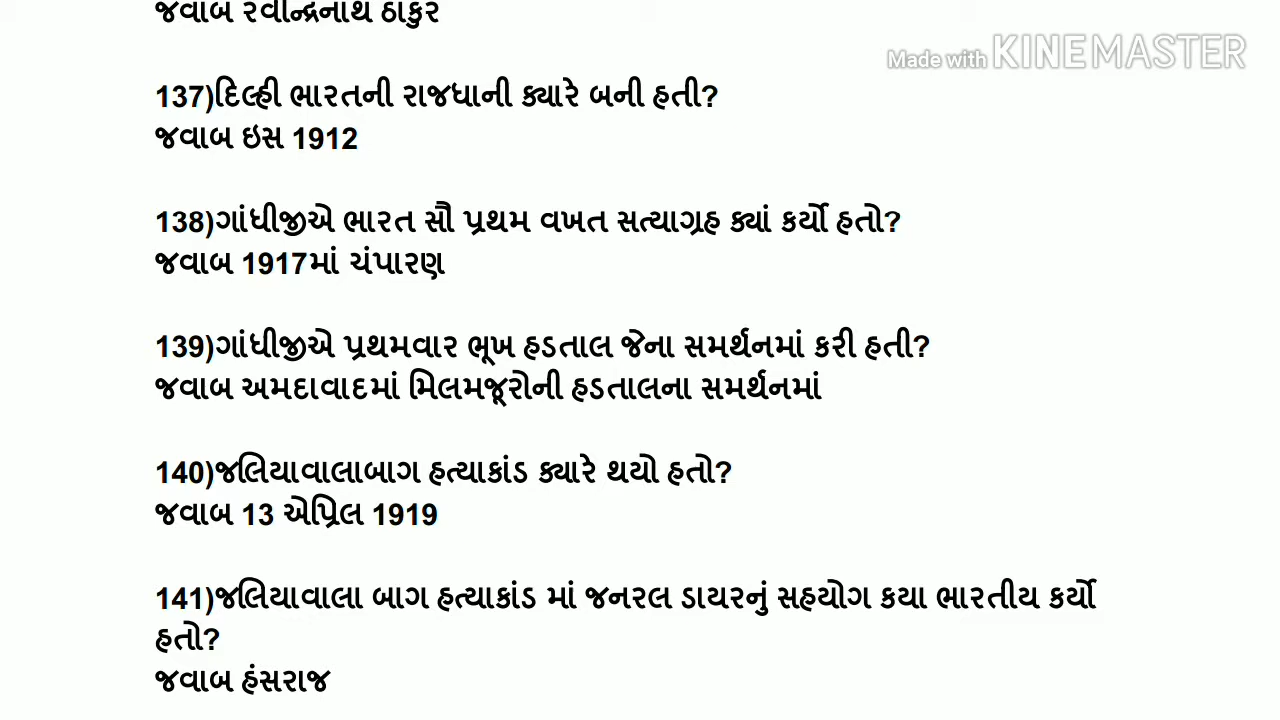 જવાબ રવીન્દ્રનાથ ઠાકુર
Made with KINEMASTER
137)દિલ્હી ભારતની રાજધાની ક્યારે બની હતી?
જવાબ ઇસ 1912
138)ગાંધીજીએ ભારત સૌ પ્રથમ વખત સત્યાગ્રહ ક્યાં કર્યો હતો?
જવાબ 1917માં ચંપારણ
139)ગાંધીજીએ પ્રથમવાર ભૂખ હડતાલ જેના સમર્થનમાં કરી હતી?
જવાબ અમદાવાદમાં મિલમજૂરોની હડતાલના સમર્થનમાં
140)જલિયાવાલાબાગ હત્યાકાંડ ક્યારે થયો હતો?
જવાબ 13 એપ્રિલ 1919
141)જલિયાવાલા બાગ હત્યાકાંડ માં જનરલ ડાયરનું સહયોગ કયા ભારતીય કર્યો
હતો?
જવાબ હંસરાજ